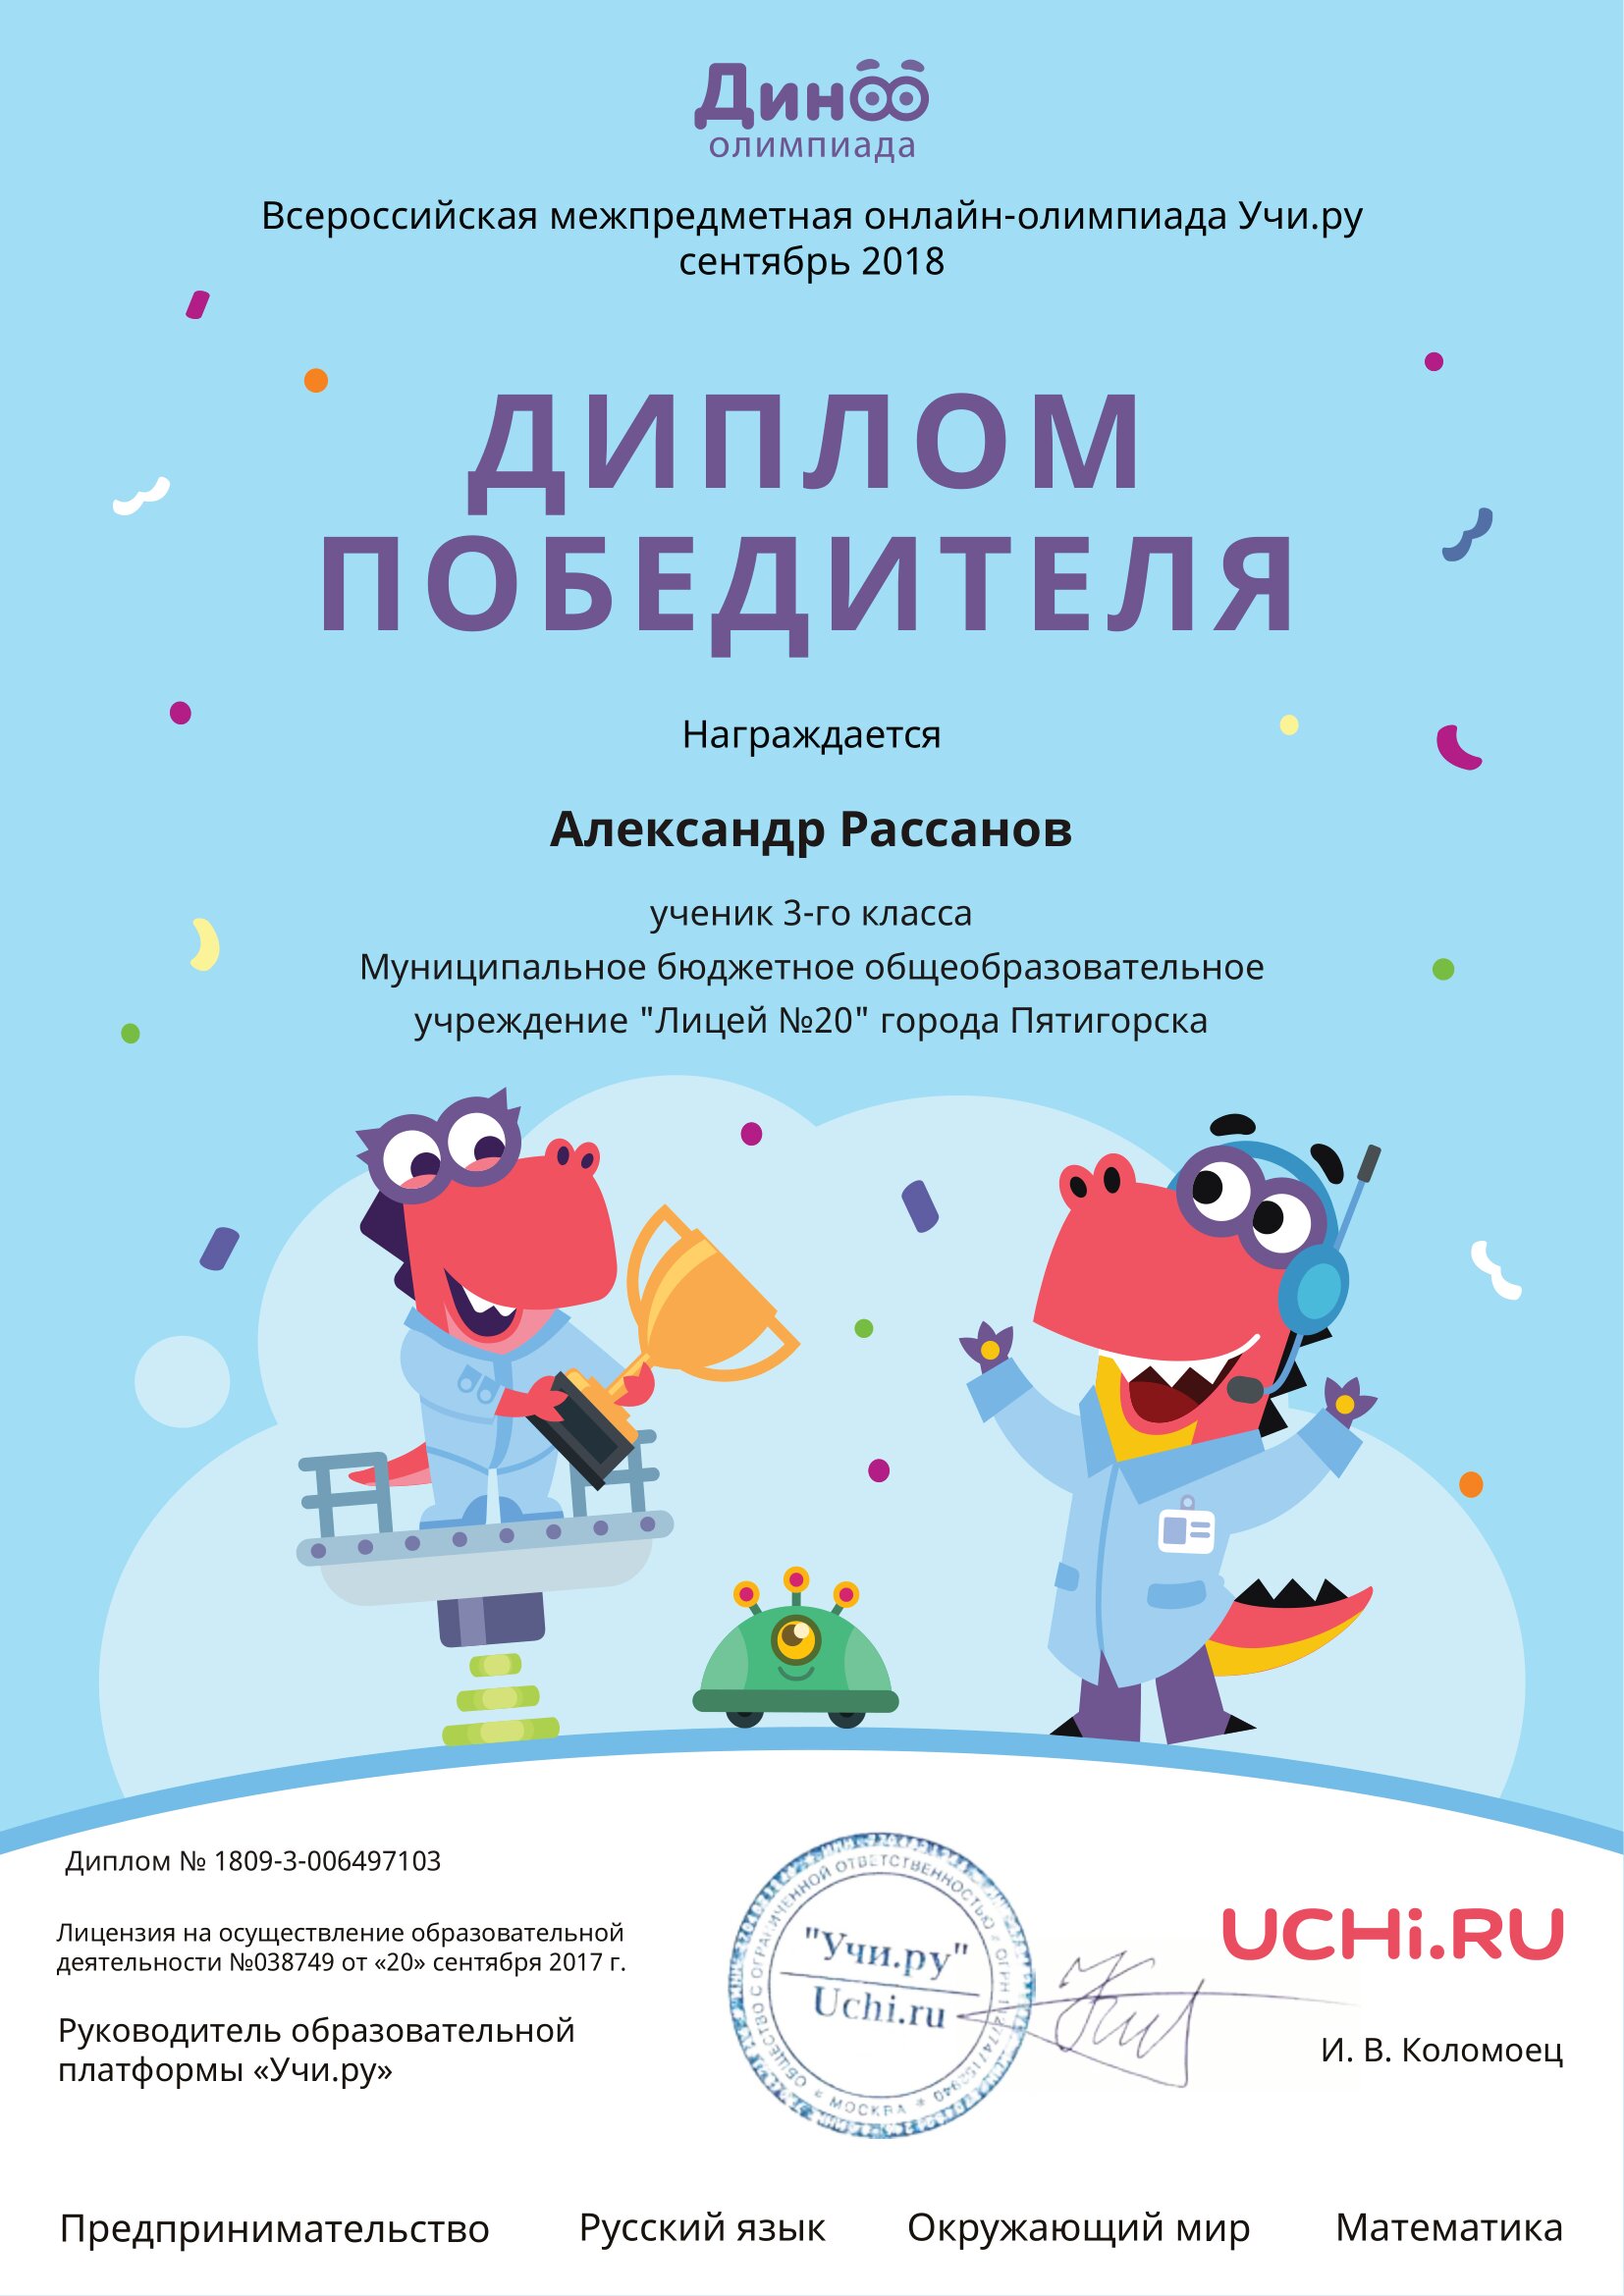 Дино
олимпиада
Всероссийская межпредметная онлайн-олимпиада Учи.ру
сентябрь 2018
ДИПЛОМ
ПОБЕДИТЕЛЯ
Награждается
Александр Рассанов
ученик 3-го класса
Муниципальное бюджетное общеобразовательное
учреждение "Лицей №20" города Пятигорска
Диплом № 1809-3-006497103
Лицензия на осуществление образовательной
деятельности №038749 от «20» сентября 2017 г.
Руководитель образовательной
платформы «Учи.ру»
ОБЩЕСТВО С ОГРАНИЧЕННОЙ ОТВЕТСТВЕННОСТЬЮ
"Учи.ру"
Uchi.ru
МОСКВА
UCHi.RU
И. В. Коломоец
Предпринимательство Русский язык Окружающий мир Математика